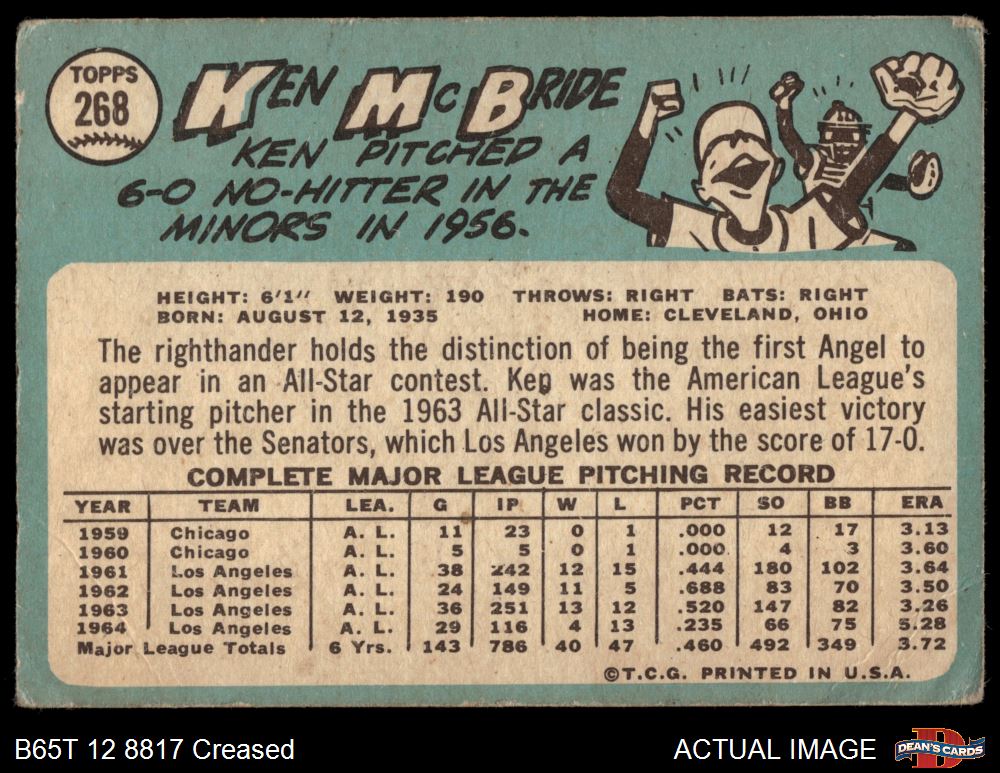 TOPPS
268
KEN McBRIDE
KEN PITCHED A
6-0 NO-HITTER IN THE
MINORS IN 1956.
HEIGHT: 6'1" WEIGHT: 190 THROWS: RIGHT BATS: RIGHT
BORN: AUGUST 12, 1935 HOME: CLEVELAND, OHIO
The righthander holds the distinction of being the first Angel to
appear in an All-Star contest. Ken was the American League's
starting pitcher in the 1963 All-Star classic. His easiest victory
was over the Senators, which Los Angeles won by the score of 17-0.
COMPLETE MAJOR LEAGUE PITCHING RECORD
YEAR TEAM LEA. G IP W L PCT SO BB ERA
1959 Chicago A. L. 11 23 0 1 .000 12 17 3.13
1960 Chicago A. L. 5 5 0 1 .000 4 3 3.60
1961 Los Angeles A. L. 38 242 12 15 .444 180 102 3.64
1962 Los Angeles A. L. 24 149 11 5 .688 83 70 3.50
1963 Los Angeles A. L. 36 251 13 12 .520 147 82 3.26
1964 Los Angeles A. L. 29 116 4 13 .235 66 75 5.28
Major League Totals 6 Yrs. 143 786 40 47 .460 492 349 3.72
©T.C.G. PRINTED IN U.S.A.
B65T 12 8817 Creased ACTUAL IMAGE
DEAN'S CARDS